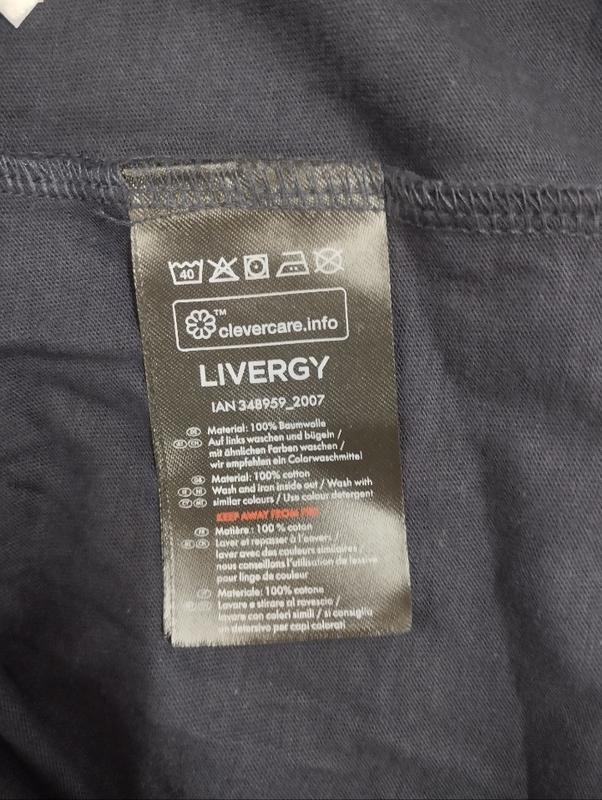 40
™
clevercare.info
LIVERGY
IAN 348959_2007
Material: 100% Baumwolle
Auf links waschen und bügeln /
mit ähnlichen Farben waschen /
wir empfehlen ein Colorwaschmittel
Material: 100% cotton
Wash and iron inside out / Wash with
similar colours / Use colour detergent
KEEP AWAY FROM FIRE
Matière: 100 % coton
Laver et repasser à l'envers /
laver avec des couleurs similaires /
nous conseillons l'utilisation de lessive
pour linge de couleur
Materiale: 100% cotone
Lavare e stirare al rovescio /
lavare con colori simili / si consiglia
un detersivo per capi colorati